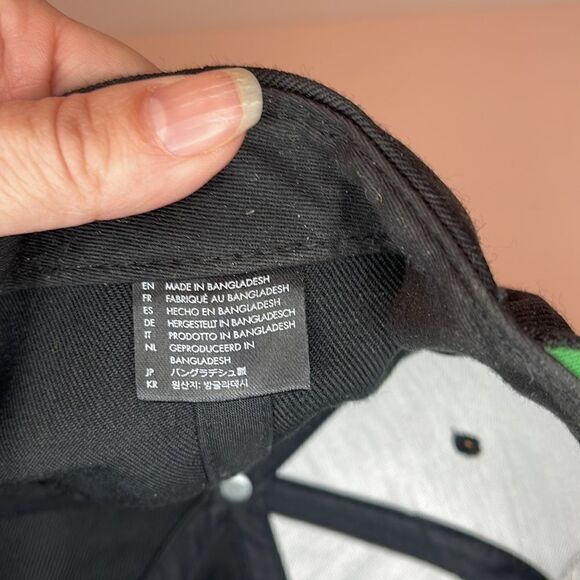 EN MADE IN BANGLADESH
FR FABRIQUÉ AU BANGLADESH
ES HECHO EN BANGLADESH
DE HERGESTELLT IN BANGLADESCH
IT PRODOTTO IN BANGLADESH
NL GEPRODUCEERD IN
BANGLADESH
JP バングラデシュ製
KR 원산지: 방글라데시